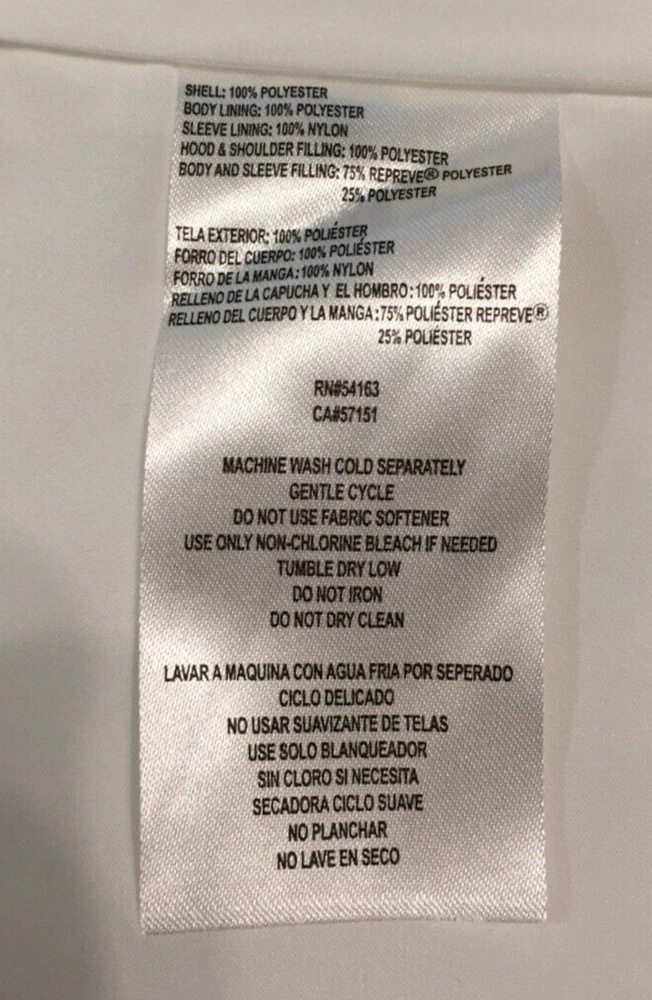 SHELL: 100% POLYESTER
BODY LINING: 100% POLYESTER
SLEEVE LINING: 100% NYLON
HOOD & SHOULDER FILLING: 100% POLYESTER
BODY AND SLEEVE FILLING: 75% REPREVE® POLYESTER
25% POLYESTER
TELA EXTERIOR: 100% POLIÉSTER
FORRO DEL CUERPO: 100% POLIÉSTER
FORRO DE LA MANGA: 100% NYLON
RELLENO DE LA CAPUCHA Y EL HOMBRO: 100% POLIÉSTER
RELLENO DEL CUERPO Y LA MANGA: 75% POLIÉSTER REPREVE®
25% POLIÉSTER
RN#54163
CA#57151
MACHINE WASH COLD SEPARATELY
GENTLE CYCLE
DO NOT USE FABRIC SOFTENER
USE ONLY NON-CHLORINE BLEACH IF NEEDED
TUMBLE DRY LOW
DO NOT IRON
DO NOT DRY CLEAN
LAVAR A MAQUINA CON AGUA FRIA POR SEPERADO
CICLO DELICADO
NO USAR SUAVIZANTE DE TELAS
USE SOLO BLANQUEADOR
SIN CLORO SI NECESITA
SECADORA CICLO SUAVE
NO PLANCHAR
NO LAVE EN SECO